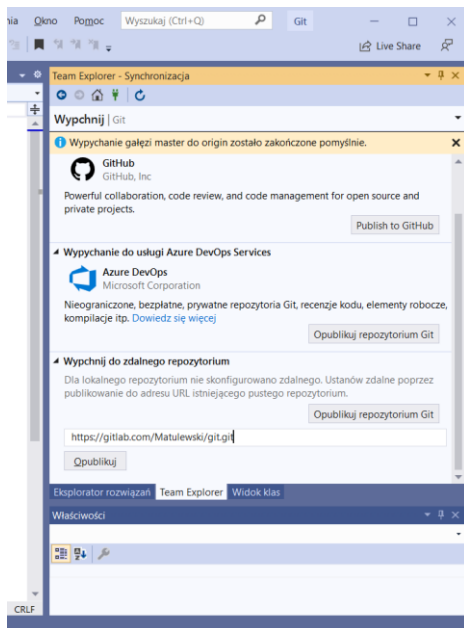 nia Okno Pomoc Wyszukaj (Ctrl+Q) Git
Live Share
Team Explorer - Synchronizacja
Wypchnij | Git
Wypychanie gałęzi master do origin zostało zakończone pomyślnie.
GitHub
GitHub, Inc
Powerful collaboration, code review, and code management for open source and
private projects.
Publish to GitHub
Wypychanie do usługi Azure DevOps Services
Azure DevOps
Microsoft Corporation
Nieograniczone, bezpłatne, prywatne repozytoria Git, recenzje kodu, elementy robocze,
kompilacje itp. Dowiedz się więcej
Opublikuj repozytorium Git
Wypchnij do zdalnego repozytorium
Dla lokalnego repozytorium nie skonfigurowano zdalnego. Ustanów zdalne poprzez
publikowanie do adresu URL istniejącego pustego repozytorium.
Opublikuj repozytorium Git
https://gitlab.com/Matulewski/git.git
Opublikuj
Eksplorator rozwiązań Team Explorer Widok klas
Właściwości
CRLF